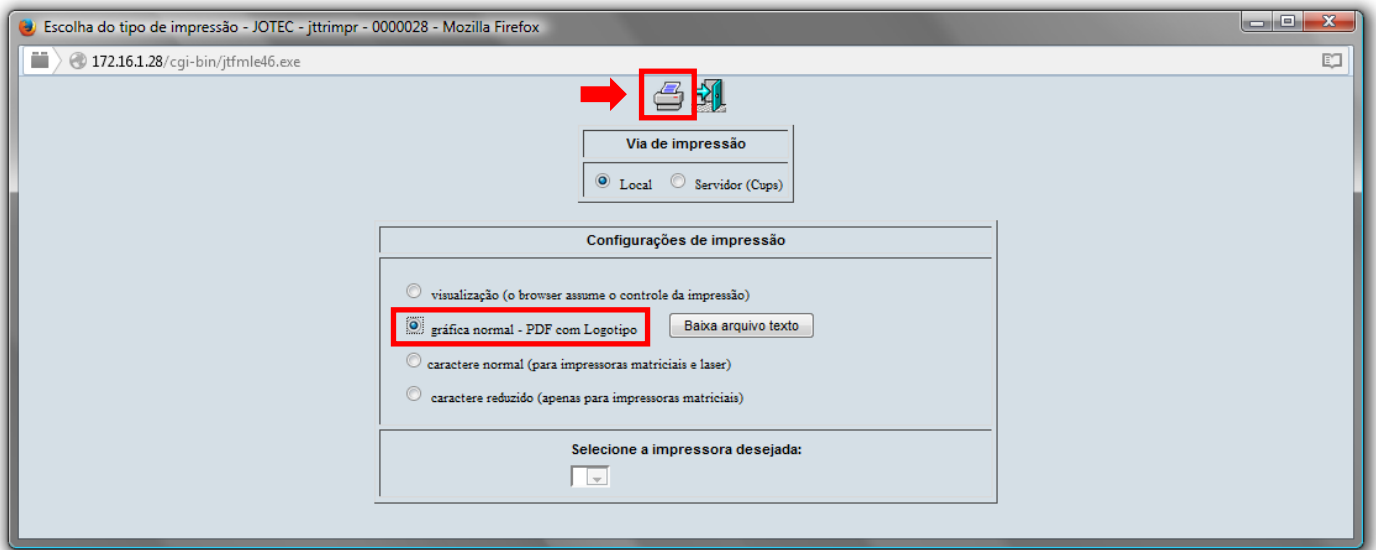 Escolha do tipo de impressão - JOTEC - jttrimpr - 0000028 - Mozilla Firefox
172.16.1.28/cgi-bin/jtfmle46.exe
Via de impressão
Local Servidor (Cups)
Configurações de impressão
visualização (o browser assume o controle da impressão)
gráfica normal - PDF com Logotipo Baixa arquivo texto
caractere normal (para impressoras matriciais e laser)
caractere reduzido (apenas para impressoras matriciais)
Selecione a impressora desejada: